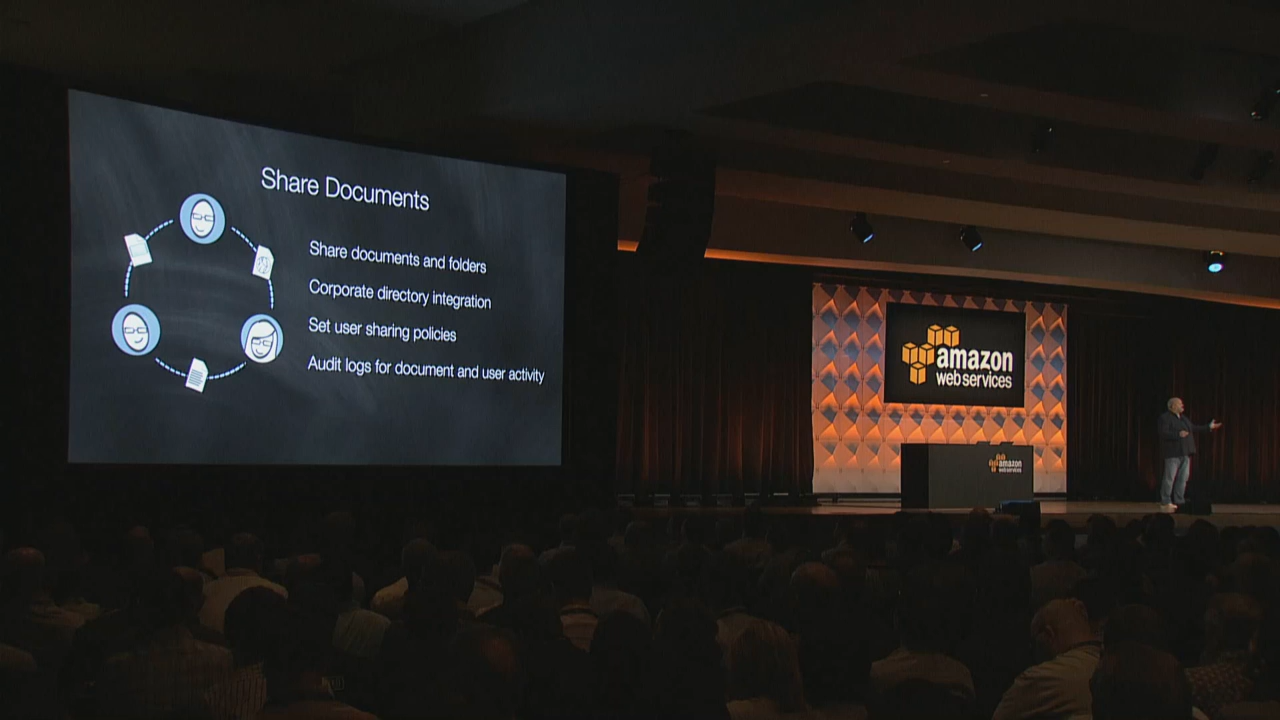 Share Documents
Share documents and folders
Corporate directory integration
Set user sharing policies
Audit logs for document and user activity
amazon
web services
amazon
web services